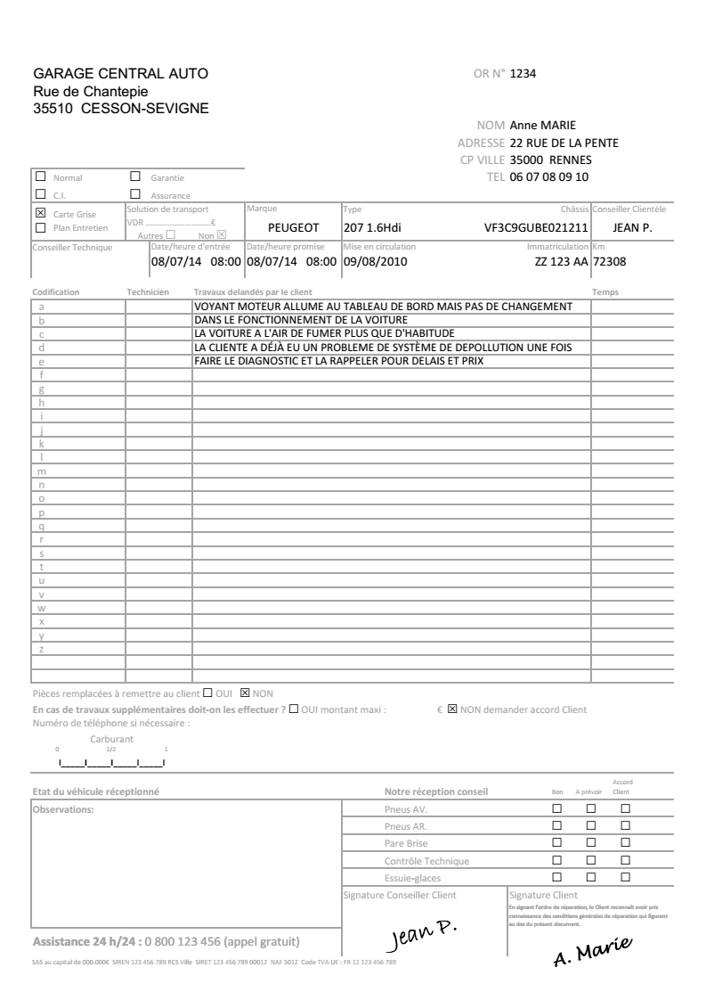 GARAGE CENTRAL AUTO
Rue de Chantepie
35510 CESSON-SEVIGNE
OR N° 1234
NOM Anne MARIE
ADRESSE 22 RUE DE LA PENTE
CP VILLE 35000 RENNES
TEL 06 07 08 09 10
☐ Normal ☐ Garantie
☐ C.I. ☐ Assurance
☒ Carte Grise
☐ Plan Entretien
Solution de transport
VDR ............................€
Autres ☐ Non ☒
Marque
PEUGEOT
Type
207 1.6Hdi
Châssis
VF3C9GUBE021211
Conseiller Clientèle
JEAN P.
Conseiller Technique
Date/heure d'entrée
08/07/14 08:00
Date/heure promise
08/07/14 08:00
Mise en circulation
09/08/2010
Immatriculation
ZZ 123 AA
Km
72308
Codification Technicien Travaux delandés par le client Temps
a VOYANT MOTEUR ALLUME AU TABLEAU DE BORD MAIS PAS DE CHANGEMENT
b DANS LE FONCTIONNEMENT DE LA VOITURE
c LA VOITURE A L'AIR DE FUMER PLUS QUE D'HABITUDE
d LA CLIENTE A DÉJÀ EU UN PROBLEME DE SYSTÈME DE DEPOLLUTION UNE FOIS
e FAIRE LE DIAGNOSTIC ET LA RAPPELER POUR DELAIS ET PRIX
f
g
h
i
j
k
l
m
n
o
p
q
r
s
t
u
v
w
x
y
z
Pièces remplacées à remettre au client ☐ OUI ☒ NON
En cas de travaux supplémentaires doit-on les effectuer ? ☐ OUI montant maxi : € ☒ NON demander accord Client
Numéro de téléphone si nécessaire :
Carburant
0 1/2 1
Etat du véhicule réceptionné
Observations:
Notre réception conseil Bon A prévoir Accord Client
Pneus AV. ☐ ☐ ☐
Pneus AR. ☐ ☐ ☐
Pare Brise ☐ ☐ ☐
Contrôle Technique ☐ ☐ ☐
Essuie-glaces ☐ ☐ ☐
Signature Conseiller Client
Jean P.
Signature Client
En signant l'ordre de réparation, le Client reconnaît avoir pris
connaissance des conditions générales de réparation qui figurent
au dos du présent document.
A. Marie
Assistance 24 h/24 : 0 800 123 456 (appel gratuit)
SAS au capital de 000.000€ SIREN 123 456 789 RCS Ville SIRET 123 456 789 00012 NAF 501Z Code TVA UE : FR 12 123 456 789